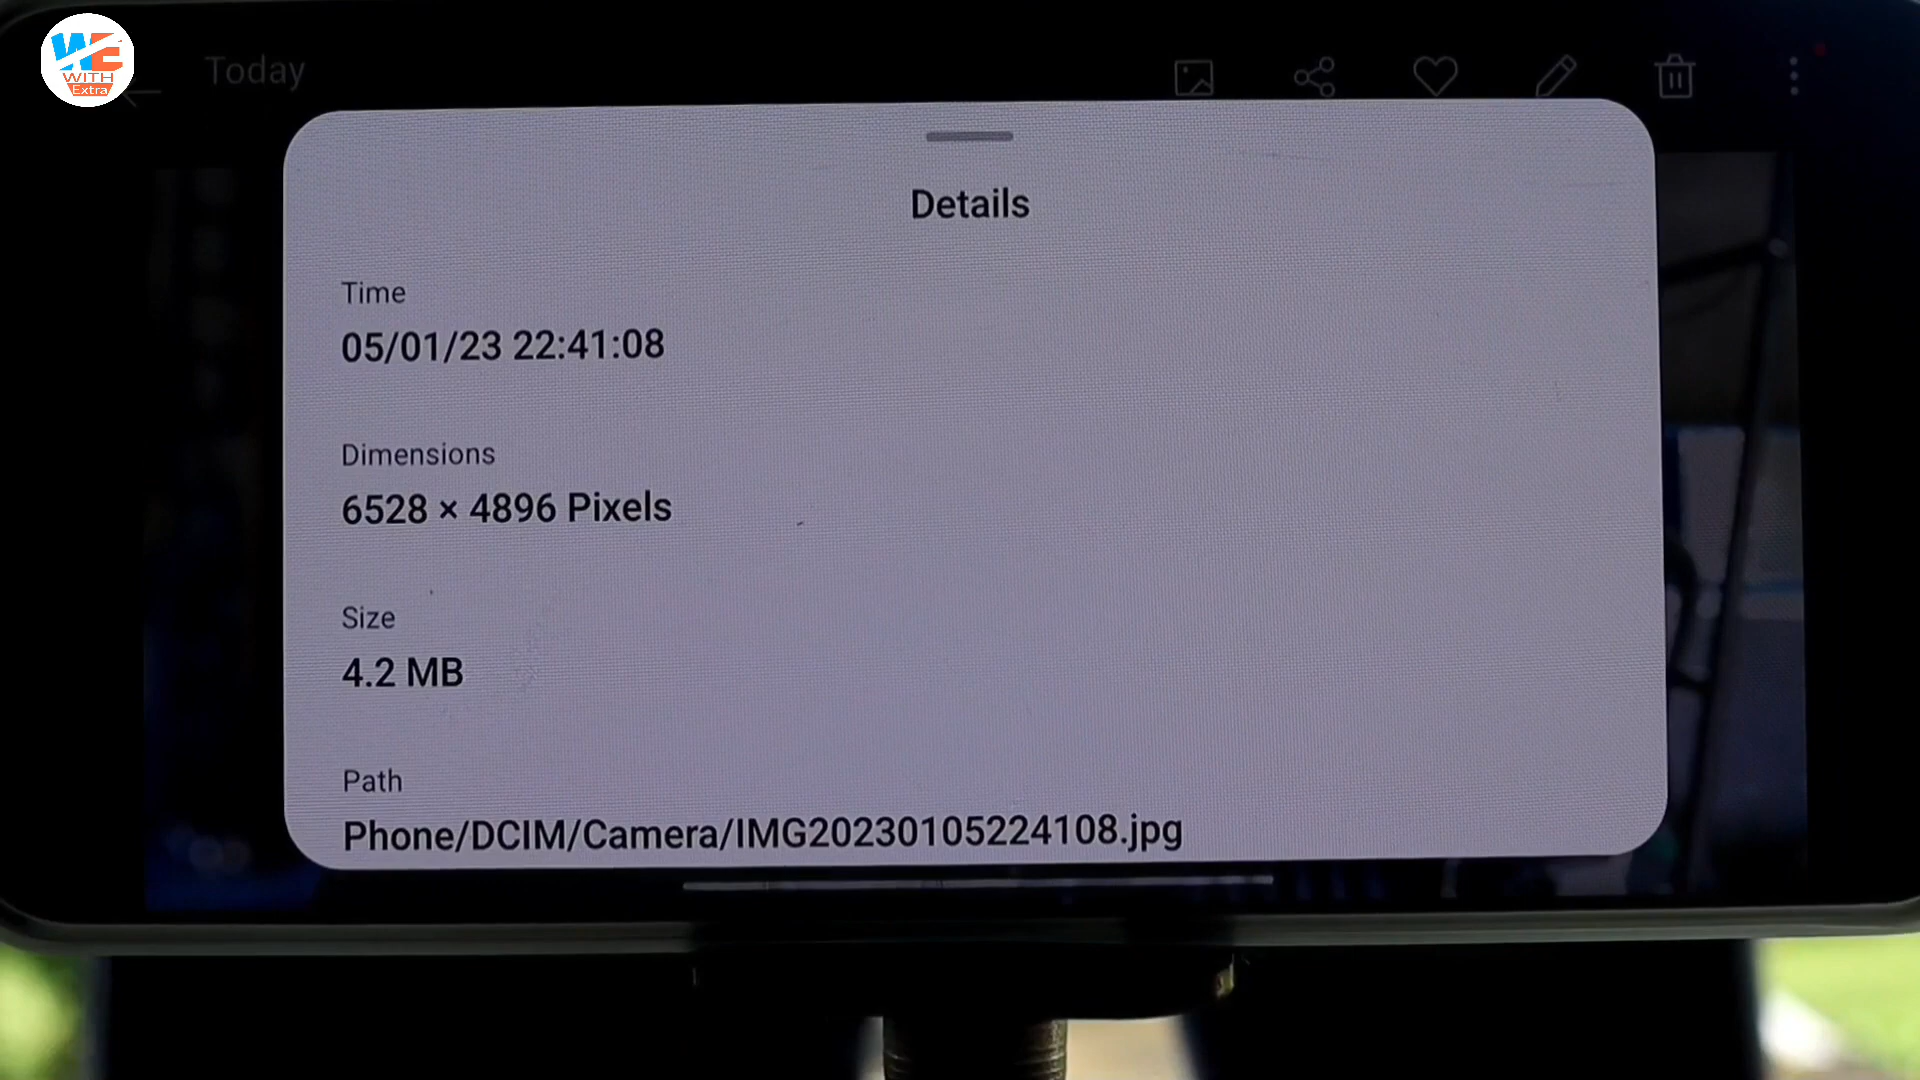 WE
WITH
Extra
Today
Details
Time
05/01/23 22:41:08
Dimensions
6528 × 4896 Pixels
Size
4.2 MB
Path
Phone/DCIM/Camera/IMG20230105224108.jpg